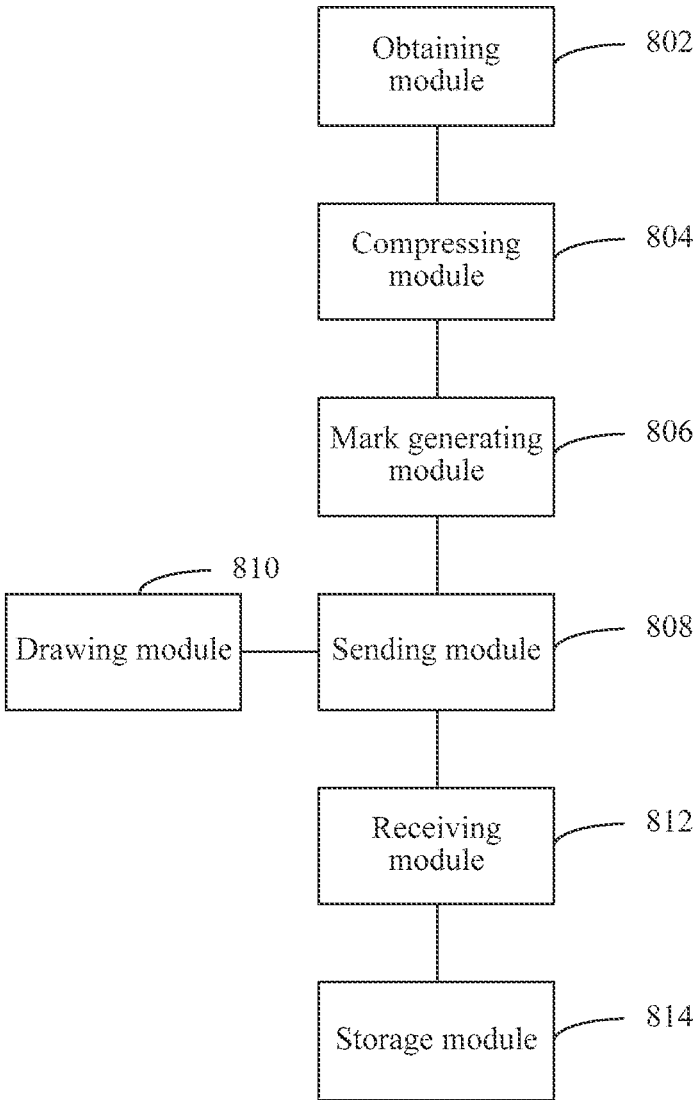 Obtaining
module
802
Compressing
module
804
Mark generating
module
806
810
Drawing module
Sending module
808
Receiving
module
812
Storage module
814